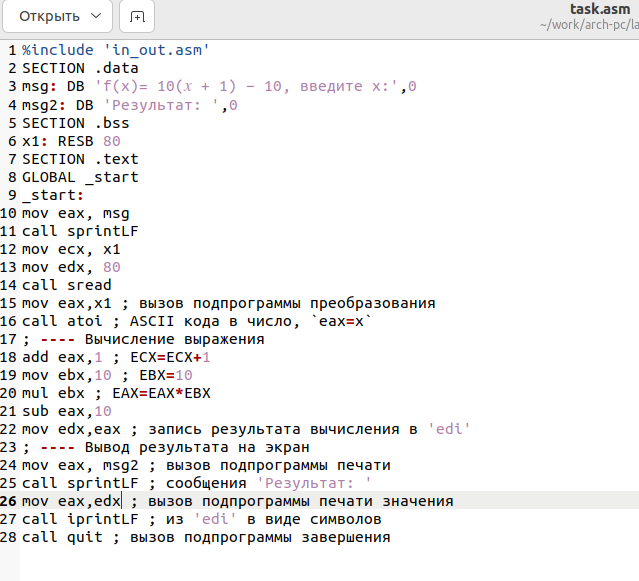 Открыть
task.asm
~/work/arch-pc/la
1 %include 'in_out.asm'
2 SECTION .data
3 msg: DB 'f(x)= 10(𝑥 + 1) − 10, введите x:',0
4 msg2: DB 'Результат: ',0
5 SECTION .bss
6 x1: RESB 80
7 SECTION .text
8 GLOBAL _start
9 _start:
10 mov eax, msg
11 call sprintLF
12 mov ecx, x1
13 mov edx, 80
14 call sread
15 mov eax,x1 ; вызов подпрограммы преобразования
16 call atoi ; ASCII кода в число, `eax=x`
17 ; ---- Вычисление выражения
18 add eax,1 ; ECX=ECX+1
19 mov ebx,10 ; EBX=10
20 mul ebx ; EAX=EAX*EBX
21 sub eax,10
22 mov edx,eax ; запись результата вычисления в 'edi'
23 ; ---- Вывод результата на экран
24 mov eax, msg2 ; вызов подпрограммы печати
25 call sprintLF ; сообщения 'Результат: '
26 mov eax,edx ; вызов подпрограммы печати значения
27 call iprintLF ; из 'edi' в виде символов
28 call quit ; вызов подпрограммы завершения